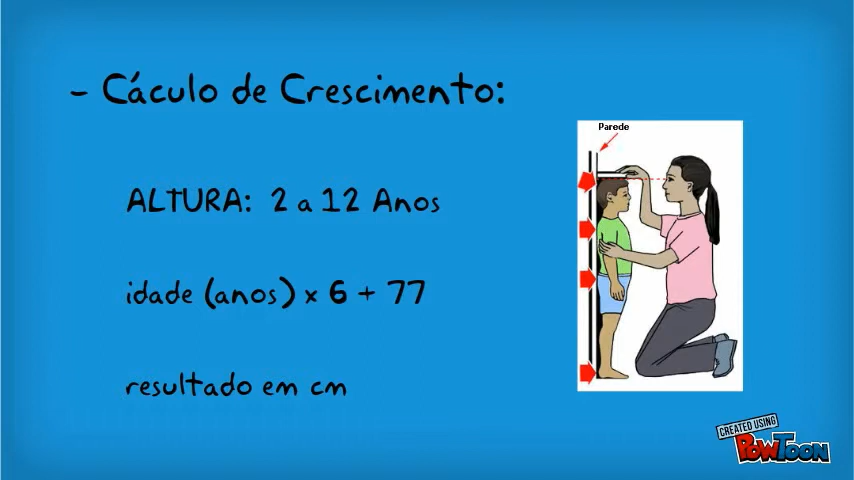 - Cáculo de Crescimento:
Parede
ALTURA: 2 a 12 Anos
idade (anos) x 6 + 77
resultado em cm
CREATED USING
POWTOON